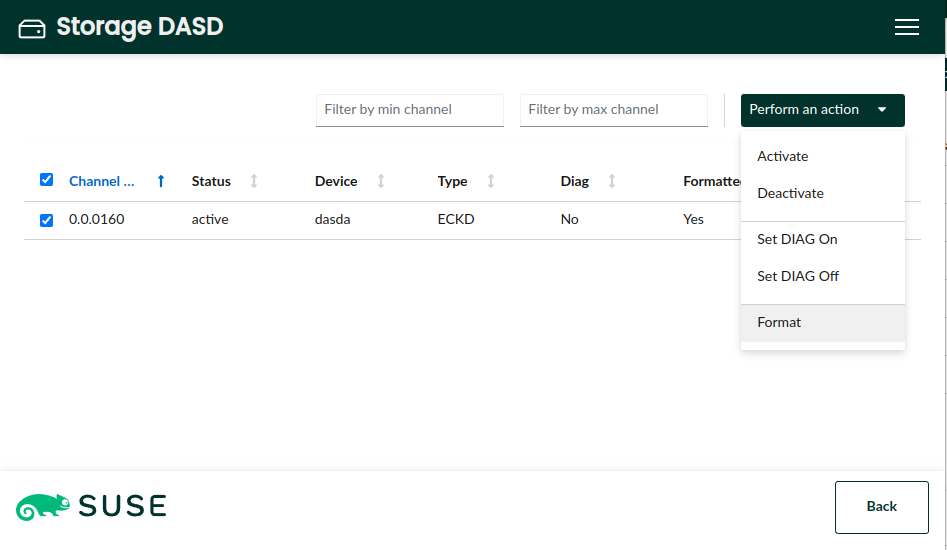 Storage DASD
Filter by min channel
Filter by max channel
Perform an action
Activate
Deactivate
Set DIAG On
Set DIAG Off
Format
Channel ... Status Device Type Diag Formatted
0.0.0160 active dasda ECKD No Yes
SUSE
Back